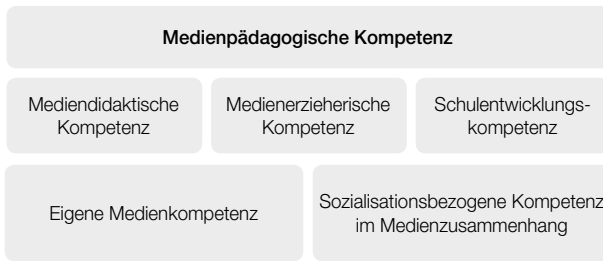 Medienpädagogische Kompetenz
Mediendidaktische
Kompetenz
Medienerzieherische
Kompetenz
Schulentwicklungs-
kompetenz
Eigene Medienkompetenz
Sozialisationsbezogene Kompetenz
im Medienzusammenhang